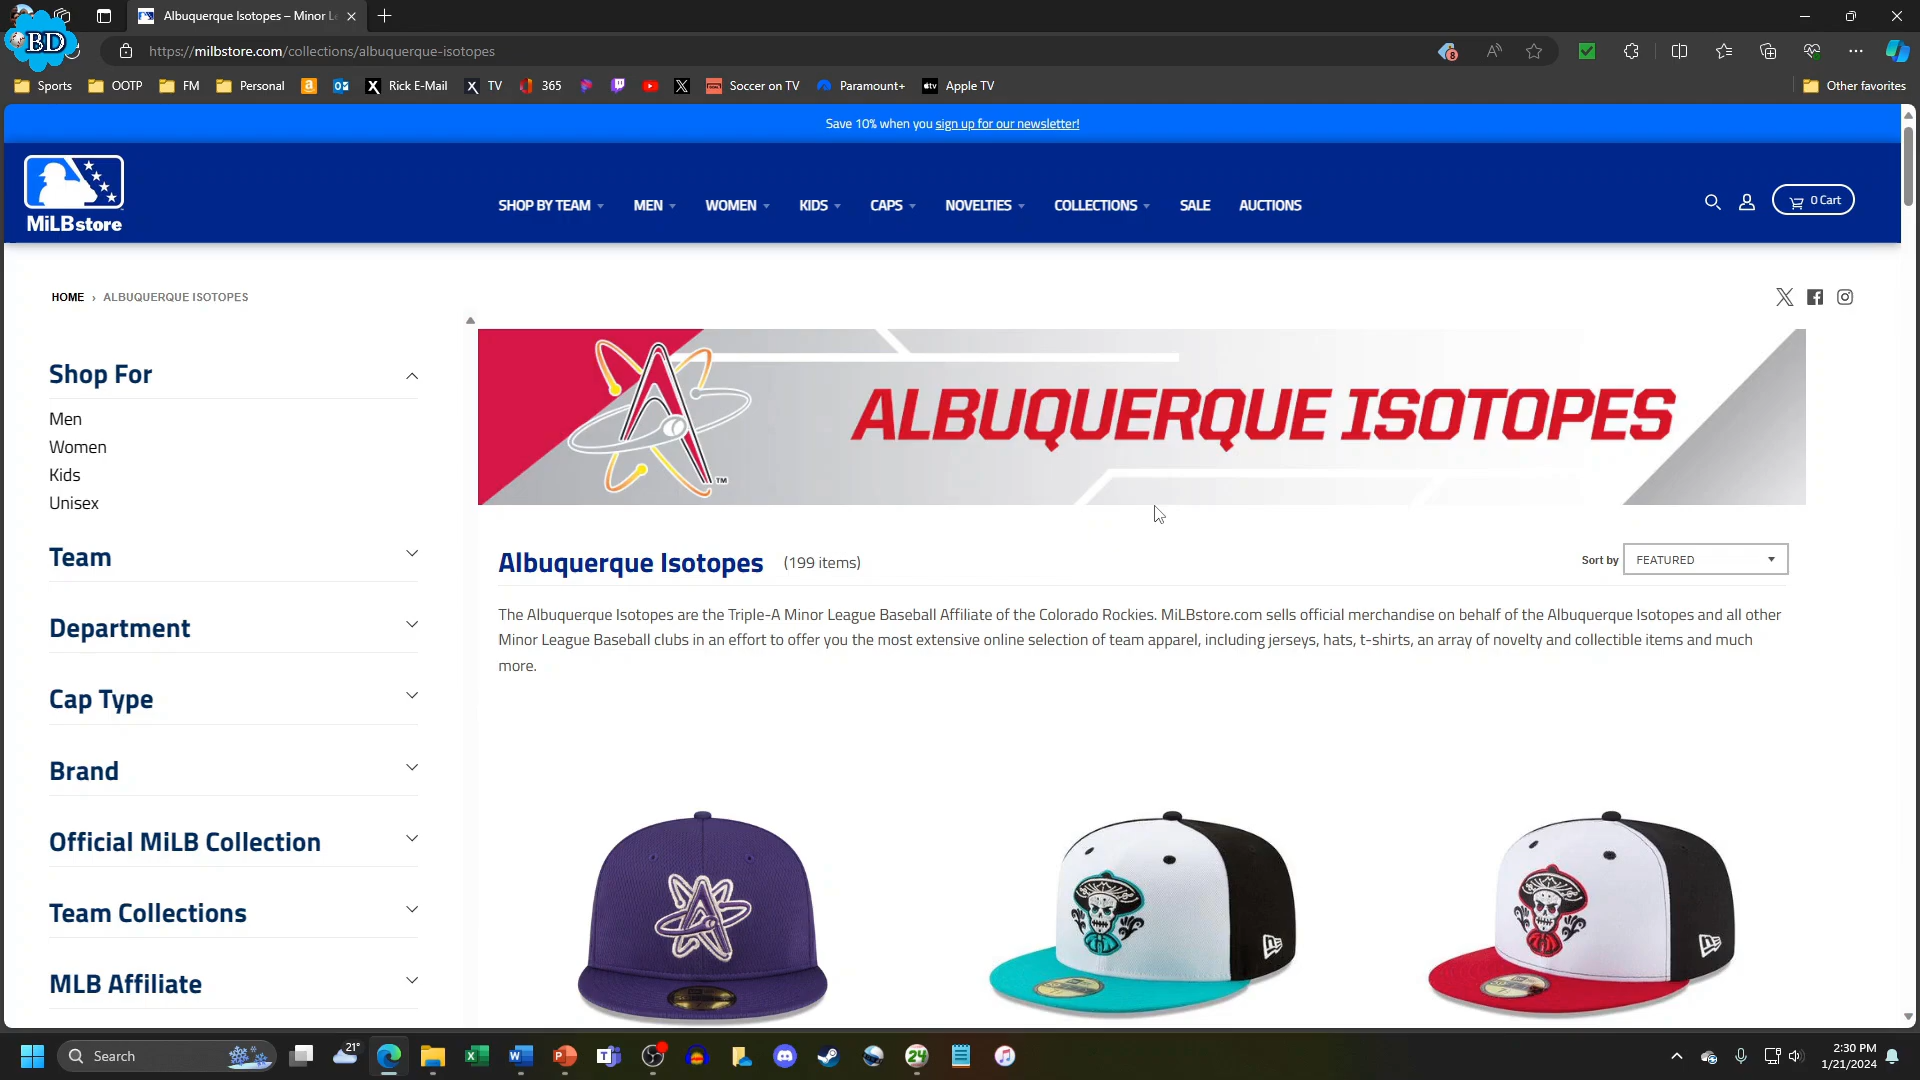 Albuquerque Isotopes – Minor Le
BD
https://milbstore.com/collections/albuquerque-isotopes
8
Sports
OOTP
FM
Personal
Rick E-Mail
TV
365
Soccer on TV
Paramount+
Apple TV
Other favorites
Save 10% when you sign up for our newsletter!
MiLBstore
SHOP BY TEAM
MEN
WOMEN
KIDS
CAPS
NOVELTIES
COLLECTIONS
SALE
AUCTIONS
0 Cart
HOME › ALBUQUERQUE ISOTOPES
Shop For
Men
Women
Kids
Unisex
Team
Department
Cap Type
Brand
Official MiLB Collection
Team Collections
MLB Affiliate
A
TM
ALBUQUERQUE ISOTOPES
Albuquerque Isotopes (199 items)
Sort by FEATURED
The Albuquerque Isotopes are the Triple-A Minor League Baseball Affiliate of the Colorado Rockies. MiLBstore.com sells official merchandise on behalf of the Albuquerque Isotopes and all other
Minor League Baseball clubs in an effort to offer you the most extensive online selection of team apparel, including jerseys, hats, t-shirts, an array of novelty and collectible items and much
more.
Search
21°
24
2:30 PM
1/21/2024